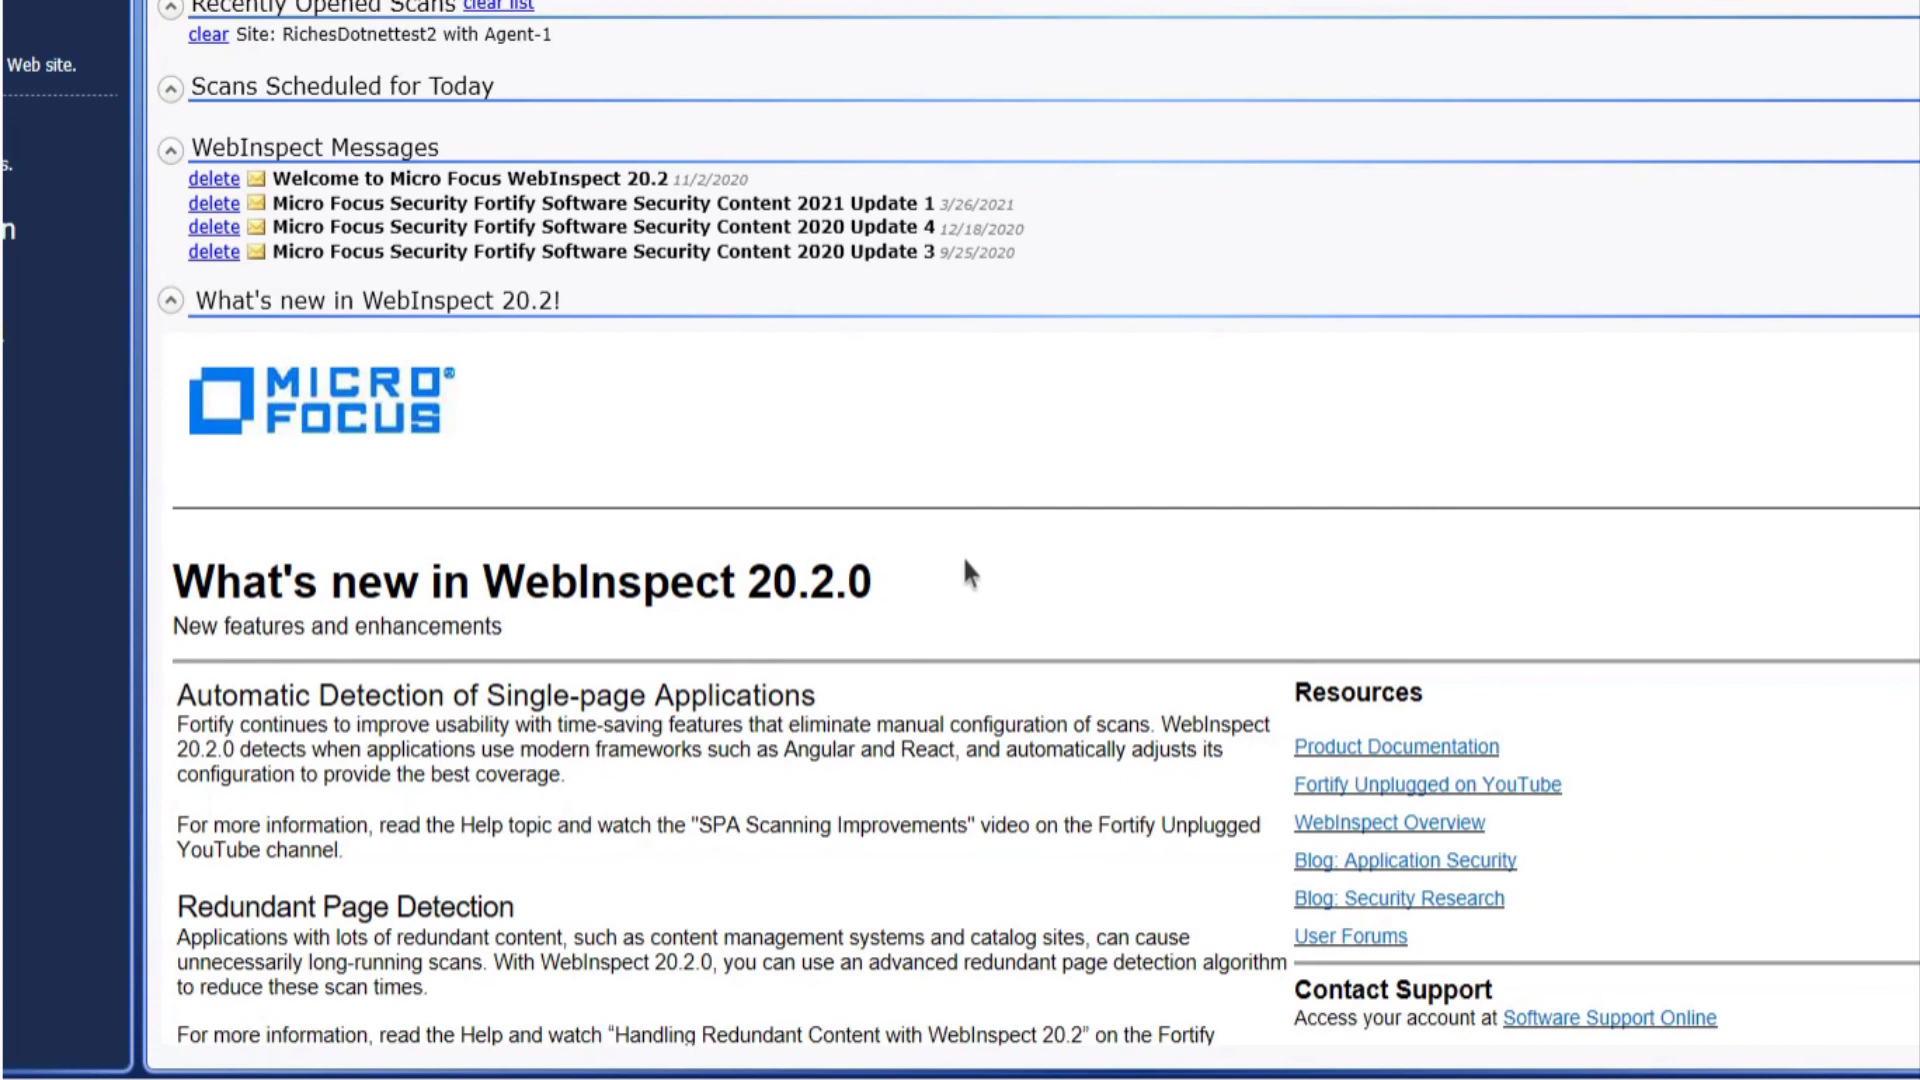 Recently Opened Scans clear list
clear Site: RichesDotnettest2 with Agent-1
Web site.
Scans Scheduled for Today
WebInspect Messages
s.
delete Welcome to Micro Focus WebInspect 20.2 11/2/2020
delete Micro Focus Security Fortify Software Security Content 2021 Update 1 3/26/2021
n
delete Micro Focus Security Fortify Software Security Content 2020 Update 4 12/18/2020
delete Micro Focus Security Fortify Software Security Content 2020 Update 3 9/25/2020
What's new in WebInspect 20.2!
MICRO
FOCUS
What's new in WebInspect 20.2.0
New features and enhancements
Automatic Detection of Single-page Applications
Fortify continues to improve usability with time-saving features that eliminate manual configuration of scans. WebInspect
20.2.0 detects when applications use modern frameworks such as Angular and React, and automatically adjusts its
configuration to provide the best coverage.
For more information, read the Help topic and watch the "SPA Scanning Improvements" video on the Fortify Unplugged
YouTube channel.
Redundant Page Detection
Applications with lots of redundant content, such as content management systems and catalog sites, can cause
unnecessarily long-running scans. With WebInspect 20.2.0, you can use an advanced redundant page detection algorithm
to reduce these scan times.
For more information, read the Help and watch “Handling Redundant Content with WebInspect 20.2” on the Fortify
Resources
Product Documentation
Fortify Unplugged on YouTube
WebInspect Overview
Blog: Application Security
Blog: Security Research
User Forums
Contact Support
Access your account at Software Support Online